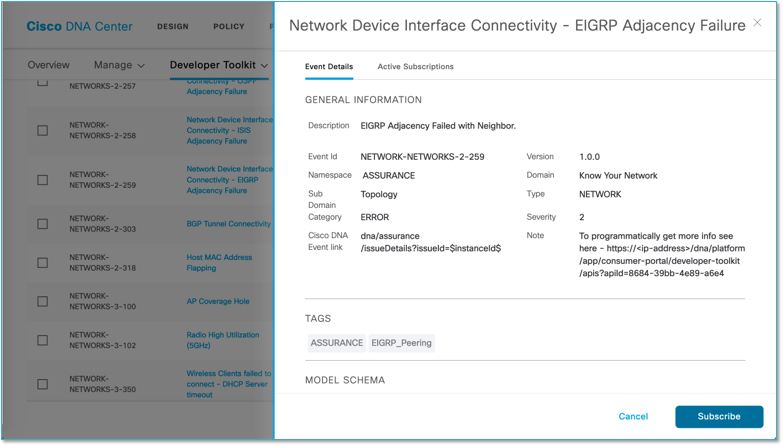 Cisco DNA Center
DESIGN
POLICY
Overview
Manage
Developer Toolkit
NETWORKS-2-257
Connectivity - OSPF
Adjacency Failure
NETWORK-
NETWORKS-2-258
Network Device Interface
Connectivity - ISIS
Adjacency Failure
NETWORK-
NETWORKS-2-259
Network Device Interface
Connectivity - EIGRP
Adjacency Failure
NETWORK-
NETWORKS-2-303
BGP Tunnel Connectivity
NETWORK-
NETWORKS-2-318
Host MAC Address
Flapping
NETWORK-
NETWORKS-3-100
AP Coverage Hole
NETWORK-
NETWORKS-3-102
Radio High Utilization
(5GHz)
NETWORK-
NETWORKS-3-350
Wireless Clients failed to
connect - DHCP Server
timeout
Network Device Interface Connectivity - EIGRP Adjacency Failure
Event Details
Active Subscriptions
GENERAL INFORMATION
Description EIGRP Adjacency Failed with Neighbor.
Event Id NETWORK-NETWORKS-2-259 Version 1.0.0
Namespace ASSURANCE Domain Know Your Network
Sub
Domain
Topology Type NETWORK
Category ERROR Severity 2
Cisco DNA
Event link
dna/assurance
/issueDetails?issueId=$instanceId$
Note
To programmatically get more info see
here - https://<ip-address>/dna/platform
/app/consumer-portal/developer-toolkit
/apis?apiId=8684-39bb-4e89-a6e4
TAGS
ASSURANCE EIGRP_Peering
MODEL SCHEMA
Cancel Subscribe